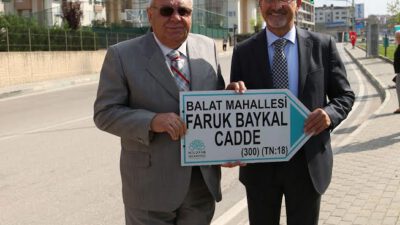 BALAT MAHALLESİ
FARUK BAYKAL
CADDE
(300) (TN:18)